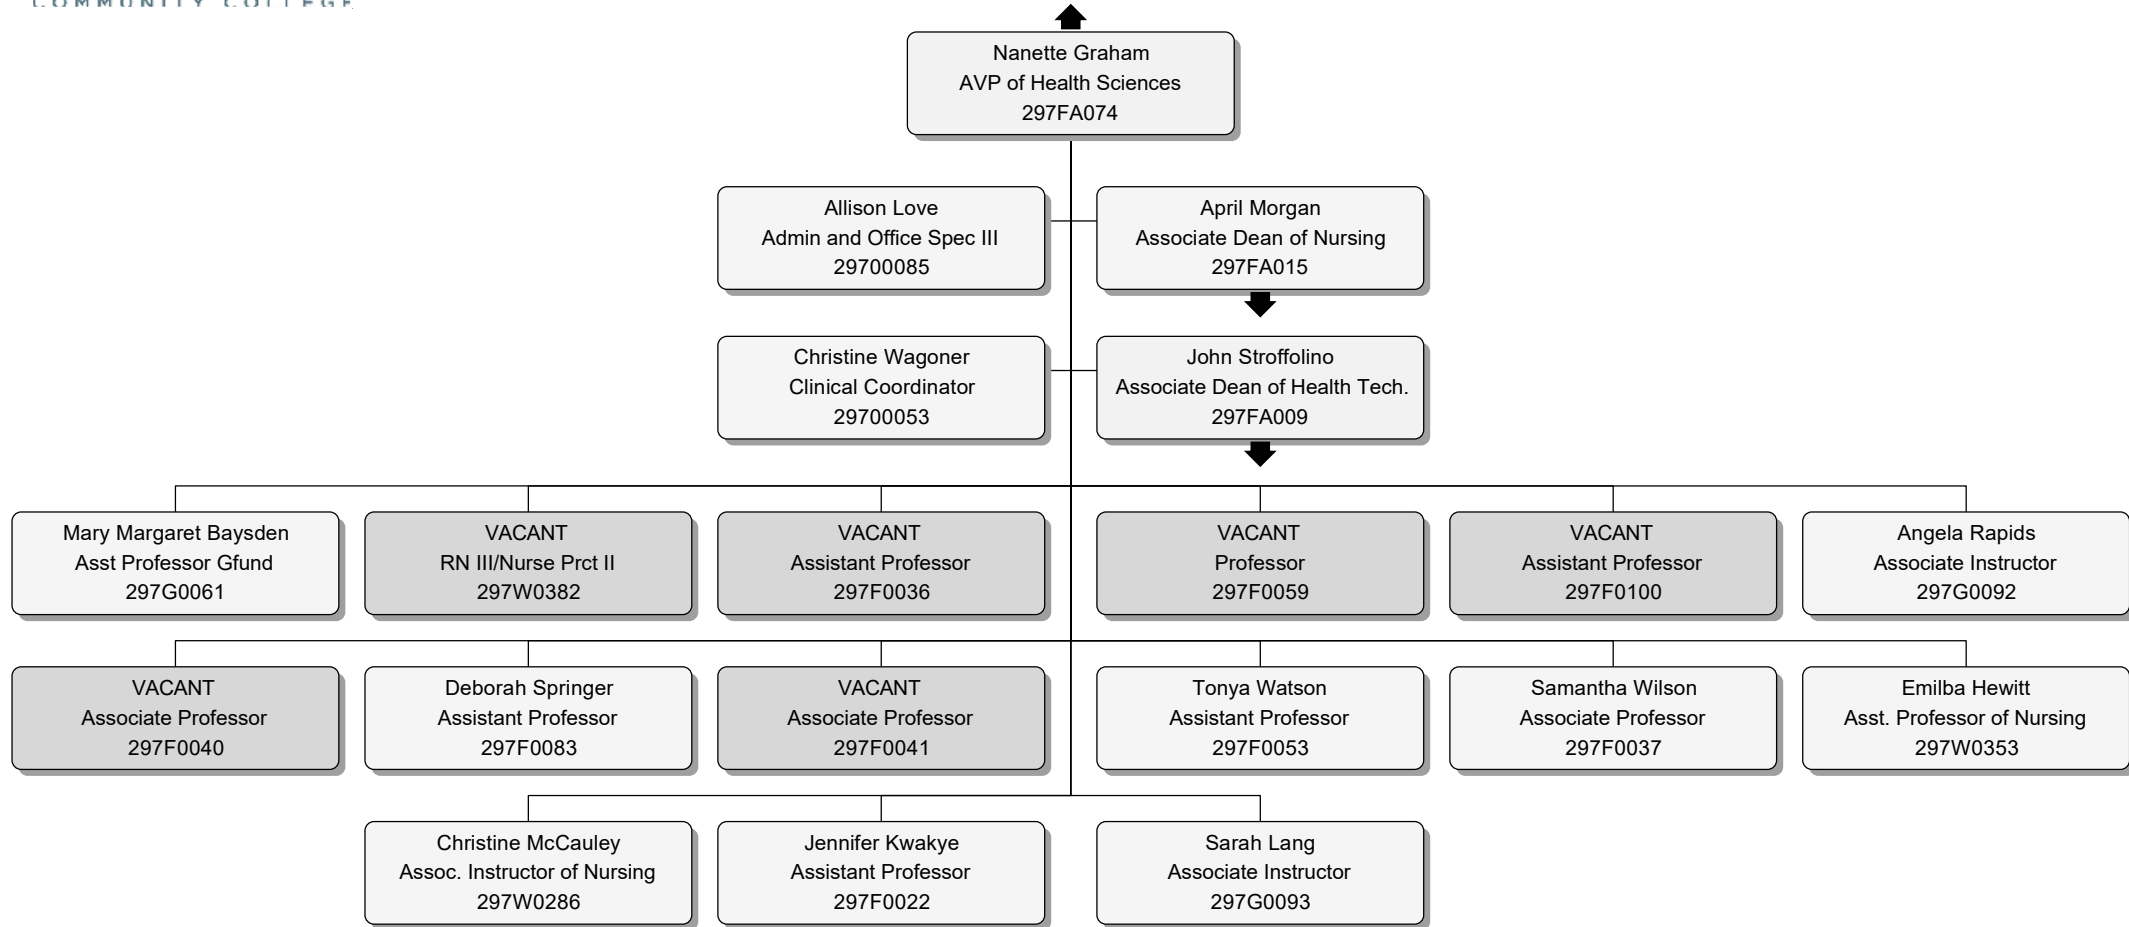 COMMUNITY COLLEGE
Nanette Graham
AVP of Health Sciences
297FA074
Allison Love
Admin and Office Spec III
29700085
April Morgan
Associate Dean of Nursing
297FA015
Christine Wagoner
Clinical Coordinator
29700053
John Stroffolino
Associate Dean of Health Tech.
297FA009
Mary Margaret Baysden
Asst Professor Gfund
297G0061
VACANT
RN III/Nurse Prct II
297W0382
VACANT
Assistant Professor
297F0036
VACANT
Professor
297F0059
VACANT
Assistant Professor
297F0100
Angela Rapids
Associate Instructor
297G0092
VACANT
Associate Professor
297F0040
Deborah Springer
Assistant Professor
297F0083
VACANT
Associate Professor
297F0041
Tonya Watson
Assistant Professor
297F0053
Samantha Wilson
Associate Professor
297F0037
Emilba Hewitt
Asst. Professor of Nursing
297W0353
Christine McCauley
Assoc. Instructor of Nursing
297W0286
Jennifer Kwakye
Assistant Professor
297F0022
Sarah Lang
Associate Instructor
297G0093